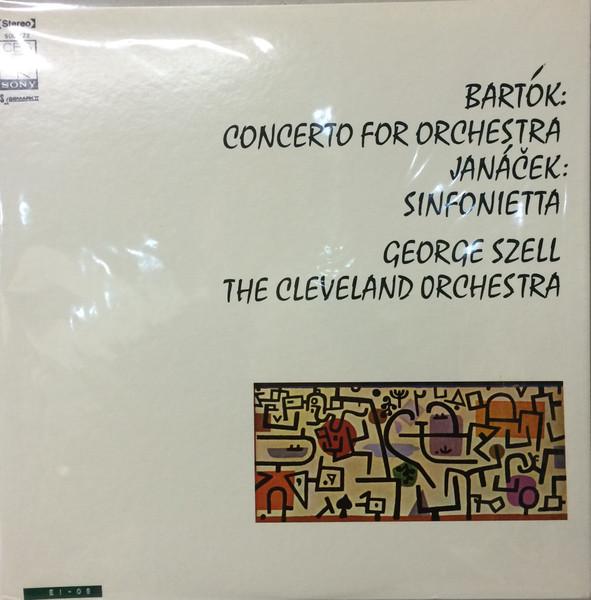 [Stereo]
SONY
BARTÓK:
CONCERTO FOR ORCHESTRA
JANÁČEK:
SINFONIETTA
GEORGE SZELL
THE CLEVELAND ORCHESTRA